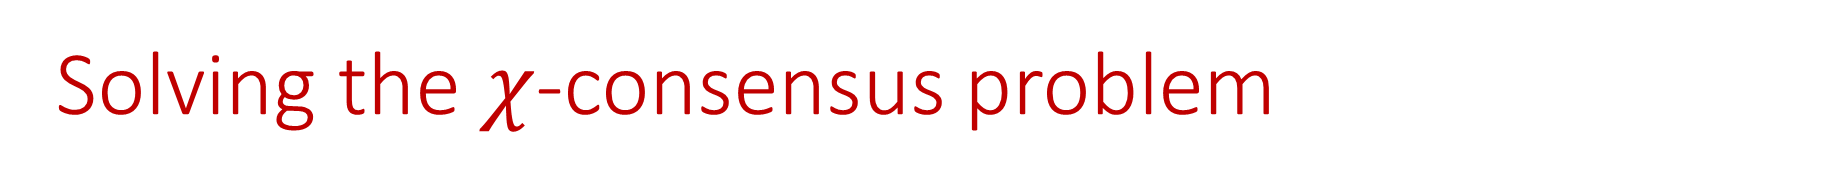 Solving the χ-consensus problem